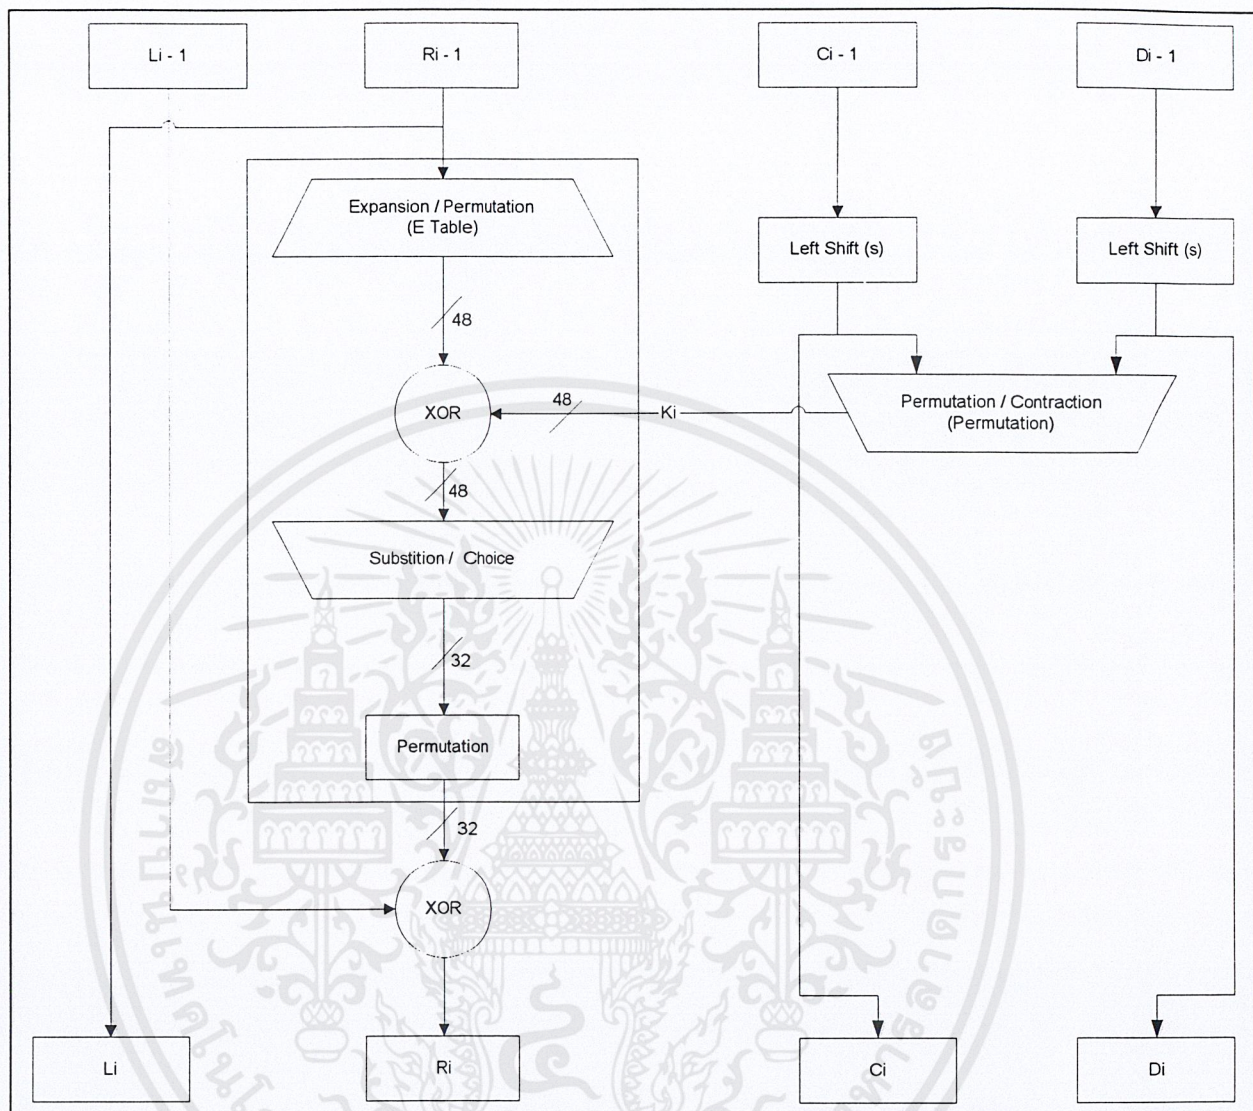 Li - 1
Ri - 1
Ci - 1
Di - 1
Expansion / Permutation
(E Table)
Left Shift (s)
Left Shift (s)
48
XOR
48
Ki
Permutation / Contraction
(Permutation)
48
Substition / Choice
32
Permutation
32
XOR
Li
Ri
Ci
Di